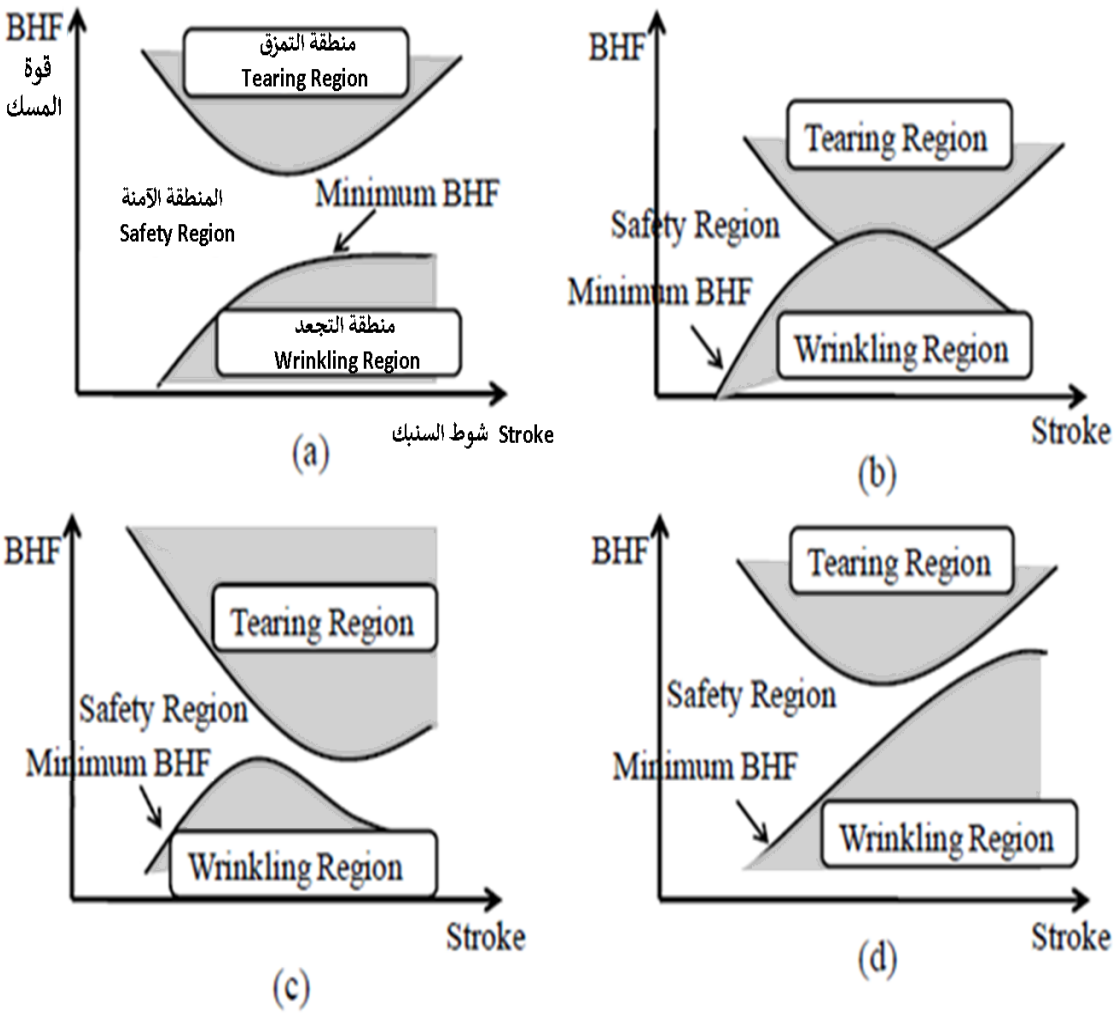 BHF
قوة
المسك
منطقة التمزق
Tearing Region
المنطقة الآمنة
Safety Region
Minimum BHF
منطقة التجعد
Wrinkling Region
شوط السنبك Stroke
(a)
BHF
Tearing Region
Safety Region
Minimum BHF
Wrinkling Region
Stroke
(b)
BHF
Tearing Region
Safety Region
Minimum BHF
Wrinkling Region
Stroke
(c)
BHF
Tearing Region
Safety Region
Minimum BHF
Wrinkling Region
Stroke
(d)